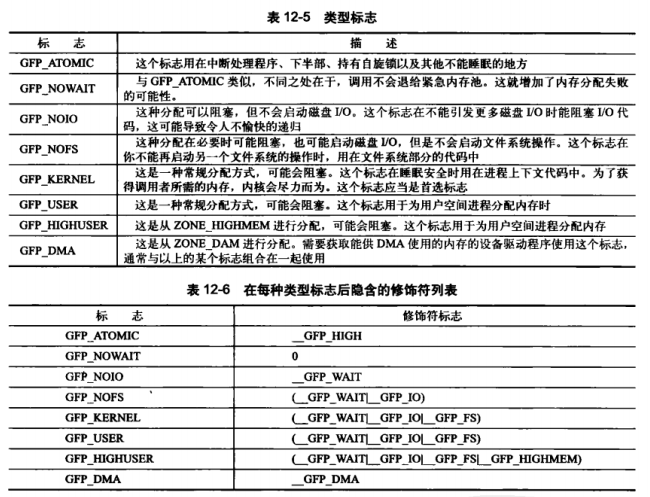 表 12-5 类型标志
标 志 描 述
GFP_ATOMIC 这个标志用在中断处理程序、下半部、持有自旋锁以及其他不能睡眠的地方
GFP_NOWAIT 与 GFP_ATOMIC 类似,不同之处在于,调用不会退给紧急内存池。这就增加了内存分配失败
的可能性。
GFP_NOIO 这种分配可以阻塞,但不会启动磁盘 I/O。这个标志在不能引发更多磁盘 I/O 时能阻塞 I/O 代
码,这可能导致令人不愉快的递归
GFP_NOFS 这种分配在必要时可能阻塞,也可能启动磁盘 I/O,但是不会启动文件系统操作。这个标志在
你不能再启动另一个文件系统的操作时,用在文件系统部分的代码中
GFP_KERNEL 这是一种常规分配方式,可能会阻塞。这个标志在睡眠安全时用在进程上下文代码中。为了获
得调用者所需的内存,内核会尽力而为。这个标志应当是首选标志
GFP_USER 这是一种常规分配方式,可能会阻塞。这个标志用于为用户空间进程分配内存时
GFP_HIGHUSER 这是从 ZONE_HIGHMEM 进行分配,可能会阻塞。这个标志用于为用户空间进程分配内存
GFP_DMA 这是从 ZONE_DAM 进行分配。需要获取能供 DMA 使用的内存的设备驱动程序使用这个标志,
通常与以上的某个标志组合在一起使用
表 12-6 在每种类型标志后隐含的修饰符列表
标 志 修饰符标志
GFP_ATOMIC __GFP_HIGH
GFP_NOWAIT 0
GFP_NOIO __GFP_WAIT
GFP_NOFS (__GFP_WAIT|__GFP_IO)
GFP_KERNEL (__GFP_WAIT|__GFP_IO|__GFP_FS)
GFP_USER (__GFP_WAIT|__GFP_IO|__GFP_FS)
GFP_HIGHUSER (__GFP_WAIT|__GFP_IO|__GFP_FS|__GFP_HIGHMEM)
GFP_DMA __GFP_DMA